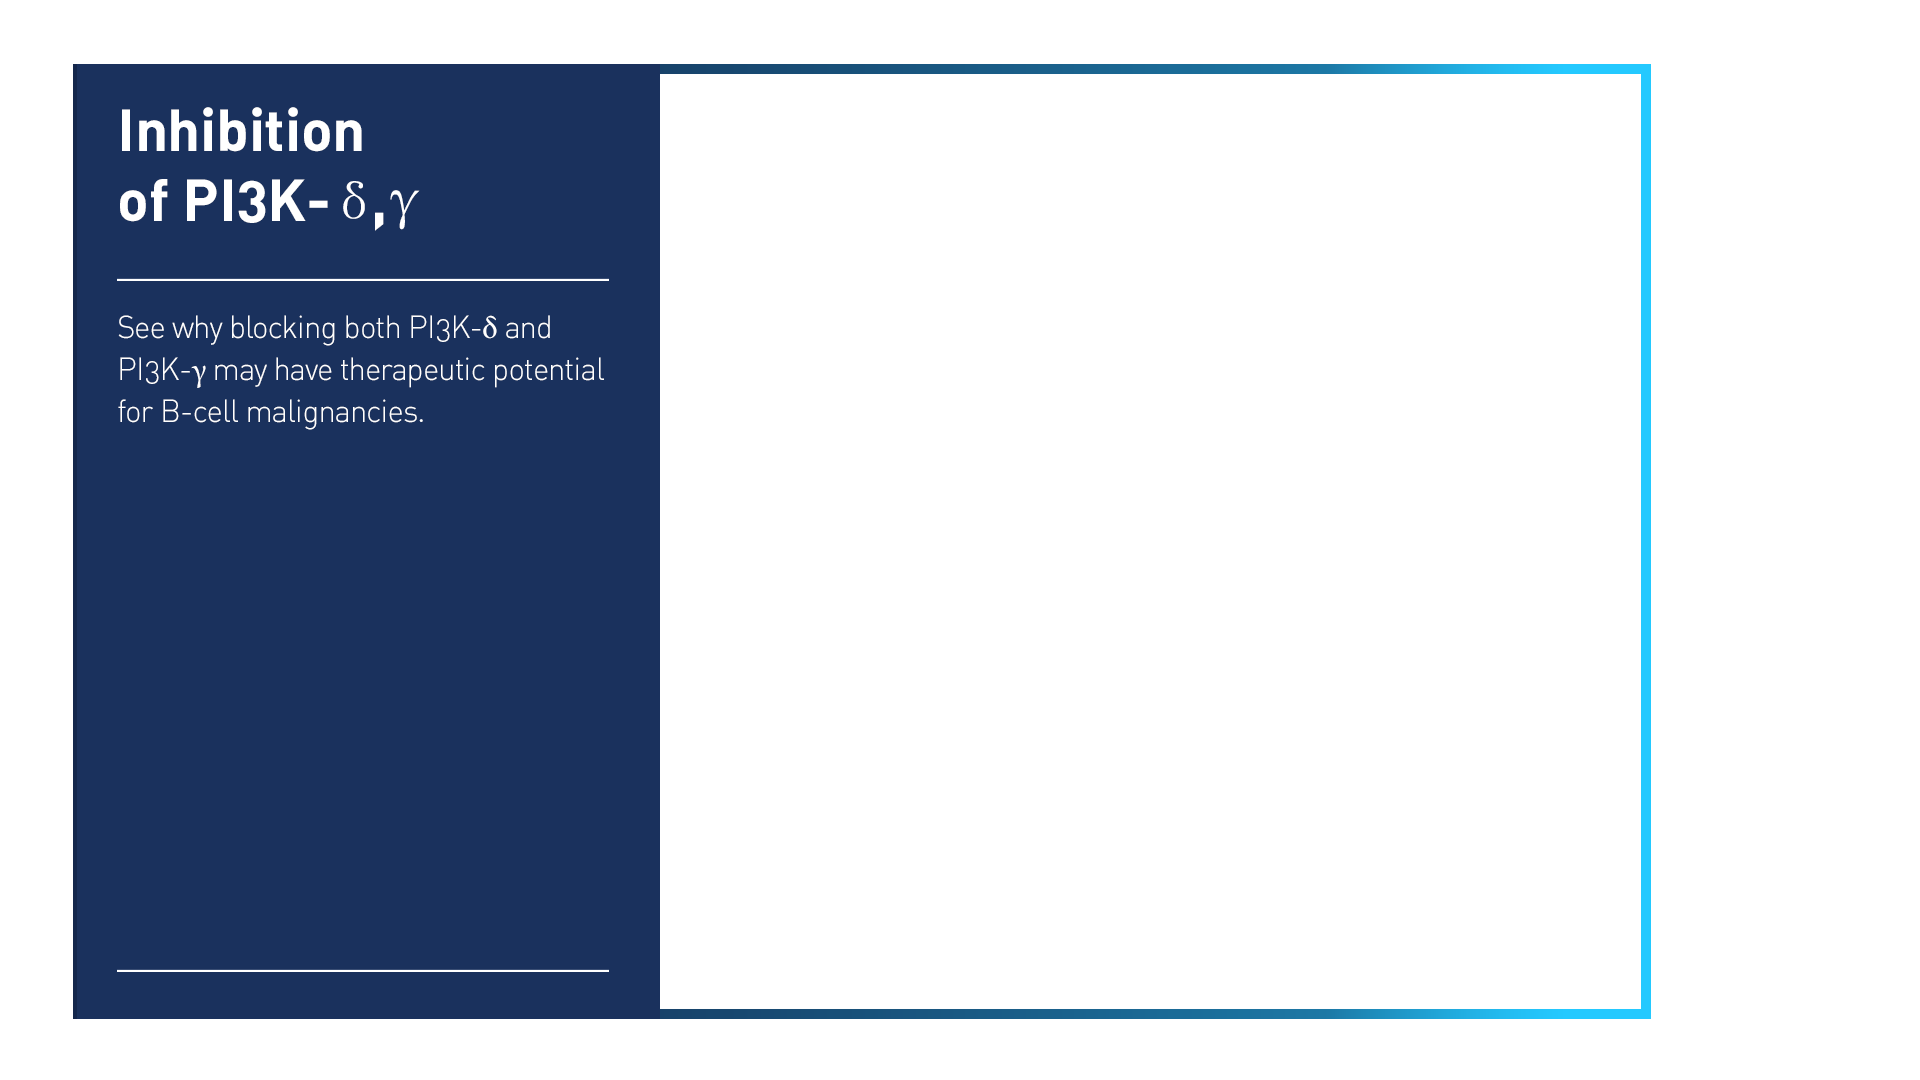 Inhibition
of PI3K- δ,γ
See why blocking both PI3K-δ and
PI3K-γ may have therapeutic potential
for B-cell malignancies.